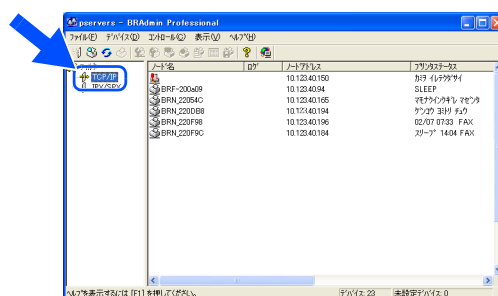 pservers - BRAdmin Professional
ファイル(F) デバイス(D) コントロール(C) 表示(V) ヘルプ(H)
ノード名 ログ ノードアドレス プリンタステータス
TCP/IP
IPX/SPX
10.123.40.150 カミヲ イレテクダサイ
BRF-200a09 10.123.40.94 SLEEP
BRN_22054C 10.123.40.165
BRN_220DB8 10.123.40.194
BRN_220F98 10.123.40.196 02/07 07:33 FAX
BRN_220F9C 10.123.40.184 スリープ 14:04 FAX
ヘルプを表示するには [F1] を押してください。 デバイス: 23 未設定デバイス: 0